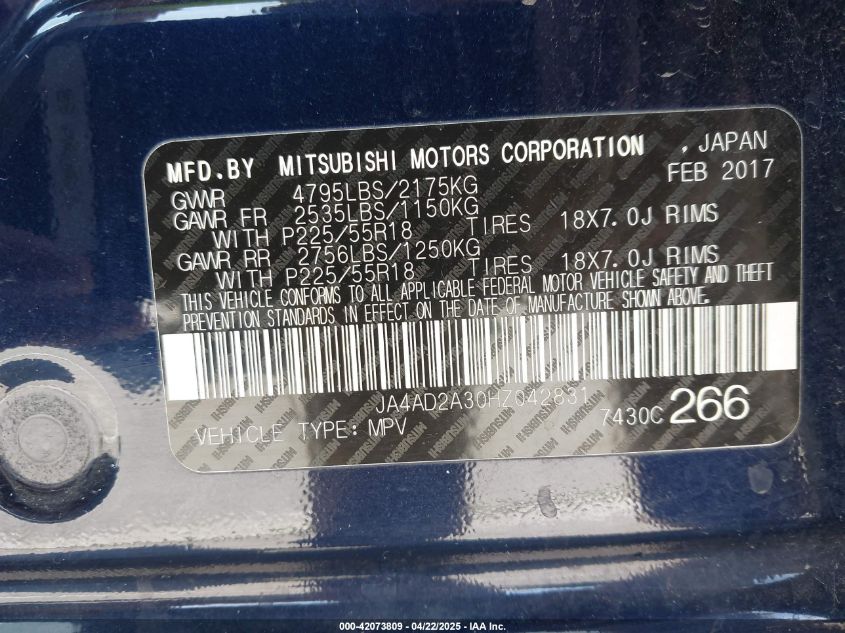 MFD.BY MITSUBISHI MOTORS CORPORATION , JAPAN
FEB 2017
GVWR 4795LBS/2175KG
GAWR FR 2535LBS/1150KG
WITH P225/55R18 TIRES 18X7.0J RIMS
GAWR RR 2756LBS/1250KG
WITH P225/55R18 TIRES 18X7.0J RIMS
THIS VEHICLE CONFORMS TO ALL APPLICABLE FEDERAL MOTOR VEHICLE SAFETY AND THEFT
PREVENTION STANDARDS IN EFFECT ON THE DATE OF MANUFACTURE SHOWN ABOVE.
JA4AD2A30HZ042831
7430C 266
VEHICLE TYPE: MPV
000-42073809 - 04/22/2025 - IAA Inc.